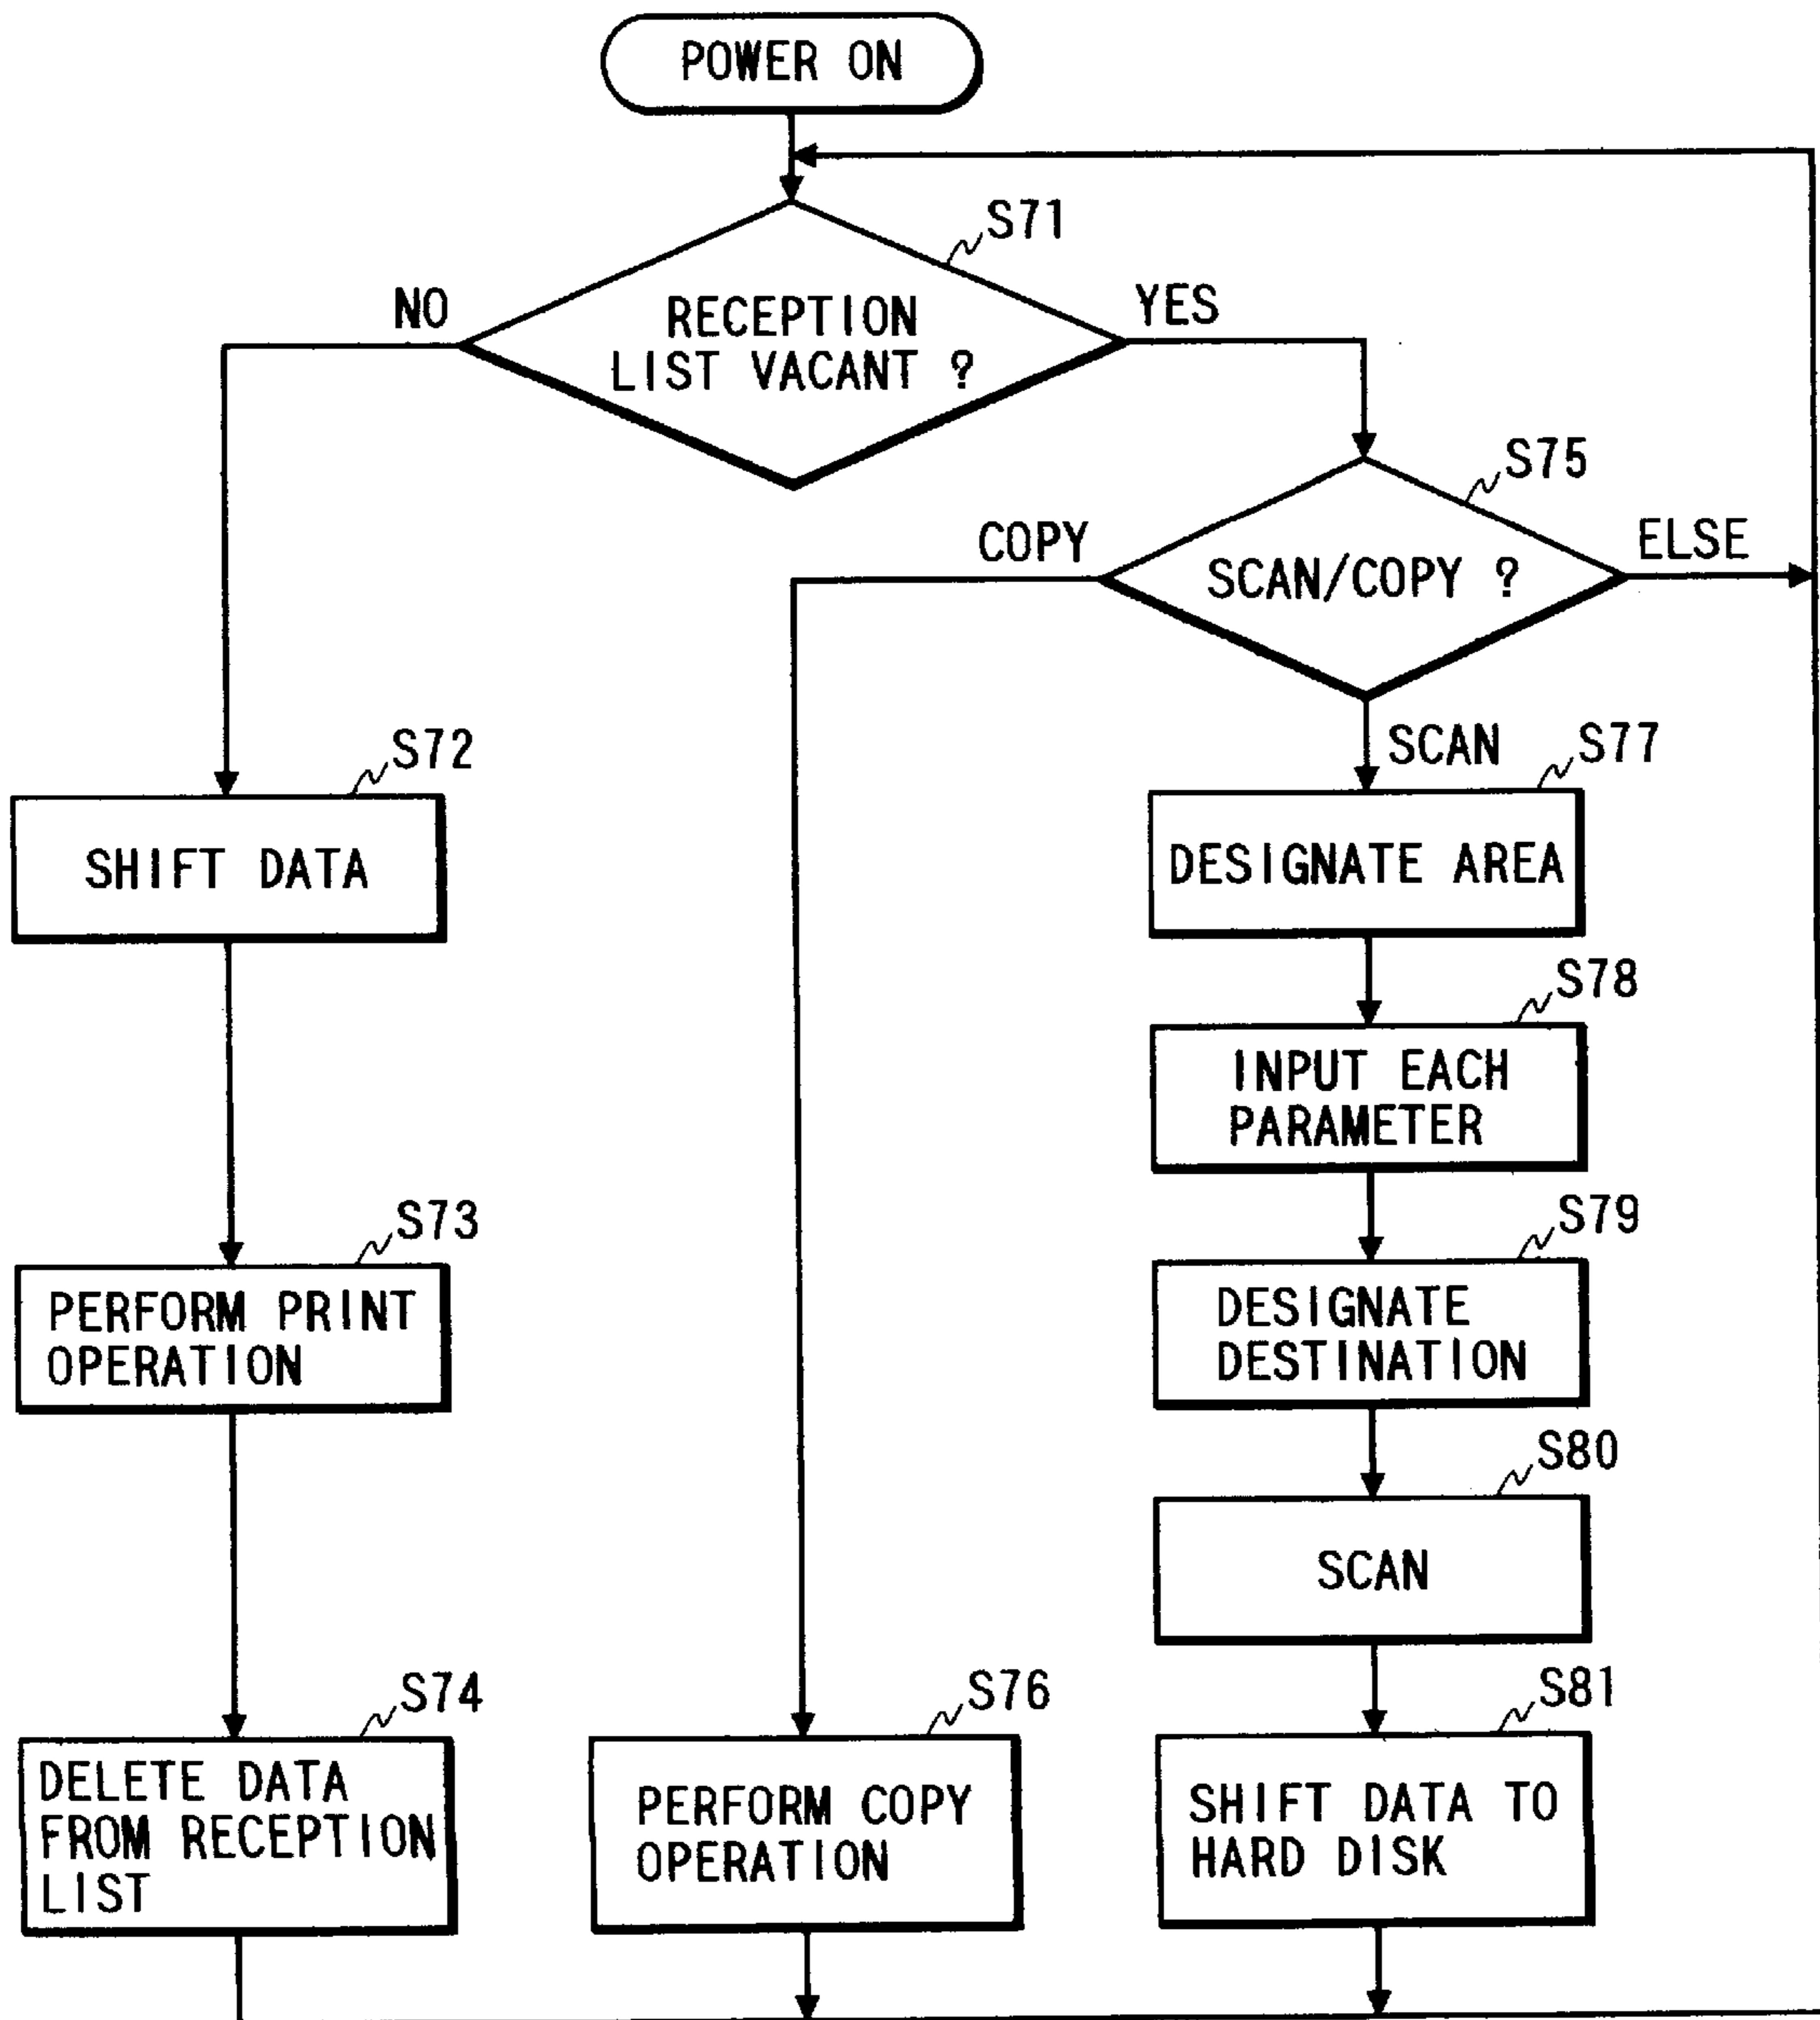 POWER ON
S71
NO
YES
RECEPTION
LIST VACANT ?
S75
COPY
ELSE
SCAN/COPY ?
SCAN
S72
S77
SHIFT DATA
DESIGNATE AREA
S78
INPUT EACH
PARAMETER
S73
S79
PERFORM PRINT
OPERATION
DESIGNATE
DESTINATION
S80
SCAN
S74
S76
S81
DELETE DATA
FROM RECEPTION
LIST
PERFORM COPY
OPERATION
SHIFT DATA TO
HARD DISK